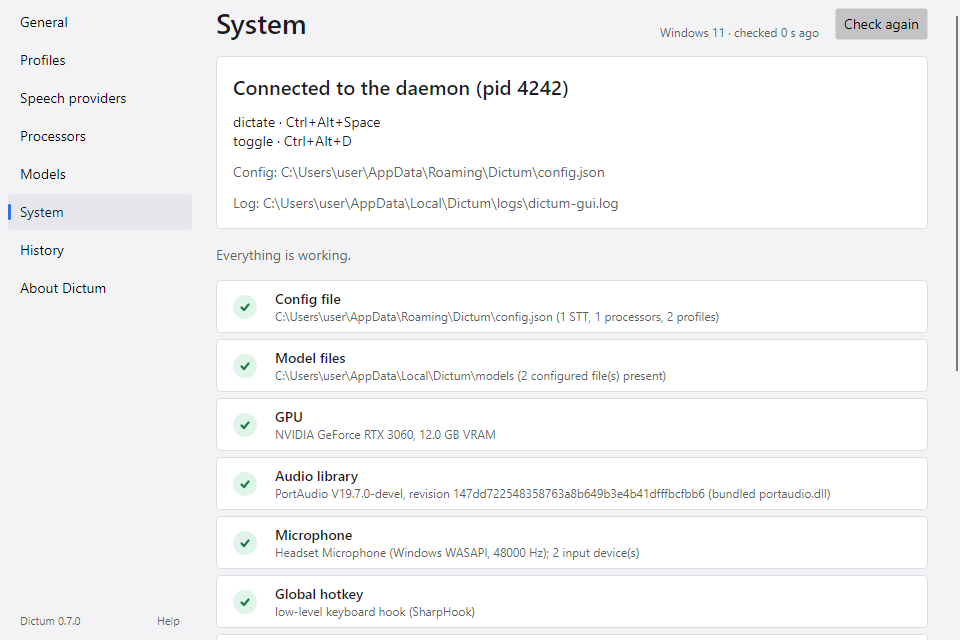 General
Profiles
Speech providers
Processors
Models
System
History
About Dictum
Dictum 0.7.0
Help
System
Windows 11 · checked 0 s ago
Check again
Connected to the daemon (pid 4242)
dictate · Ctrl+Alt+Space
toggle · Ctrl+Alt+D
Config: C:\Users\user\AppData\Roaming\Dictum\config.json
Log: C:\Users\user\AppData\Local\Dictum\logs\dictum-gui.log
Everything is working.
Config file
C:\Users\user\AppData\Roaming\Dictum\config.json (1 STT, 1 processors, 2 profiles)
Model files
C:\Users\user\AppData\Local\Dictum\models (2 configured file(s) present)
GPU
NVIDIA GeForce RTX 3060, 12.0 GB VRAM
Audio library
PortAudio V19.7.0-devel, revision 147dd722548358763a8b649b3e4b41dfffbcfbb6 (bundled portaudio.dll)
Microphone
Headset Microphone (Windows WASAPI, 48000 Hz); 2 input device(s)
Global hotkey
low-level keyboard hook (SharpHook)